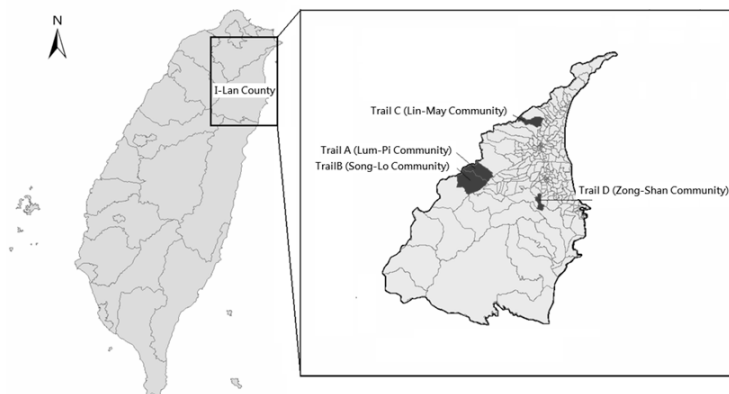 N
I-Lan County
Trail C (Lin-May Community)
Trail A (Lum-Pi Community)
TrailB (Song-Lo Community)
Trail D (Zong-Shan Community)